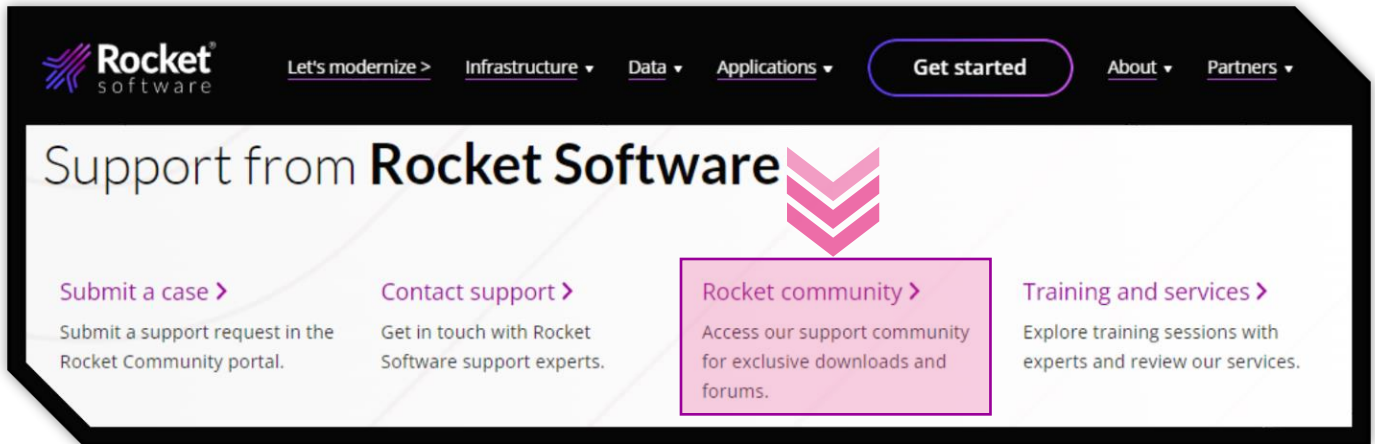 Rocket®
software
Let's modernize >
Infrastructure ▾
Data ▾
Applications ▾
Get started
About ▾
Partners ▾
Support from Rocket Software
Submit a case >
Submit a support request in the
Rocket Community portal.
Contact support >
Get in touch with Rocket
Software support experts.
Rocket community >
Access our support community
for exclusive downloads and
forums.
Training and services >
Explore training sessions with
experts and review our services.